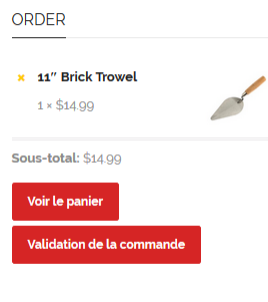 ORDER
× 11″ Brick Trowel
1 × $14.99
Sous-total: $14.99
Voir le panier
Validation de la commande